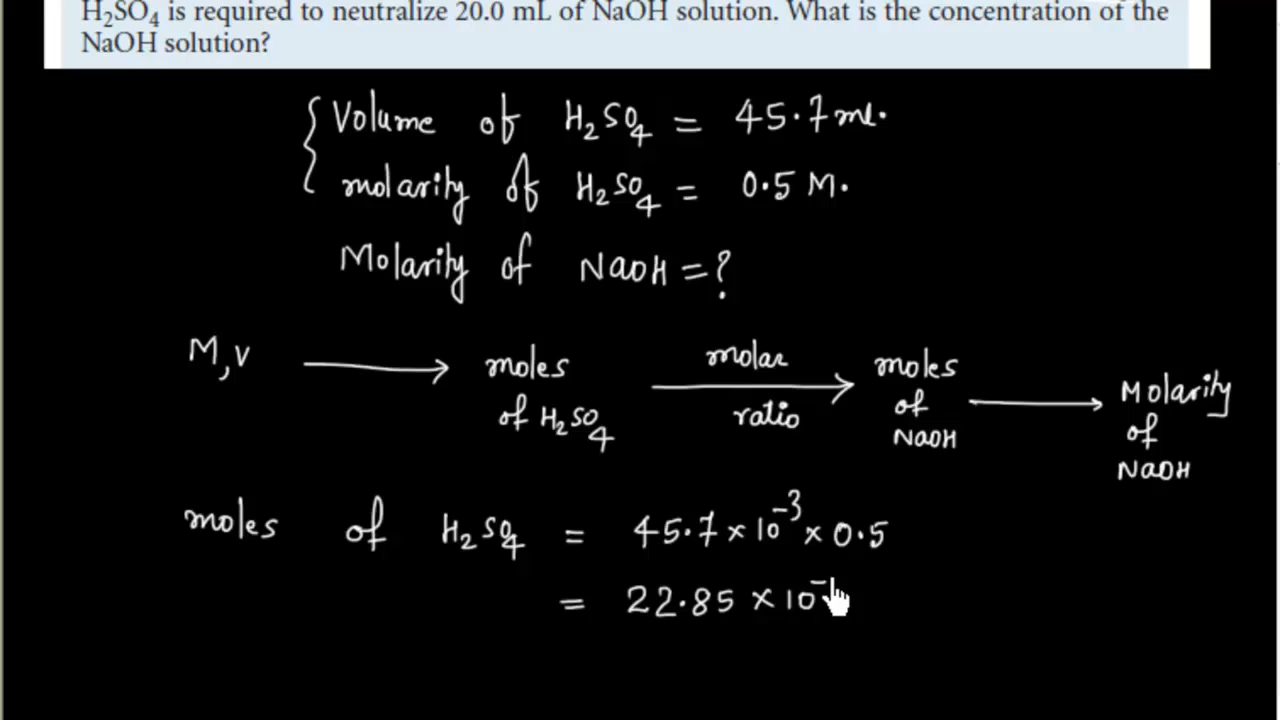 H₂SO₄ is required to neutralize 20.0 mL of NaOH solution. What is the concentration of the
NaOH solution?
Volume of H₂SO₄ = 45.7 ml.
molarity of H₂SO₄ = 0.5 M.
Molarity of NaOH = ?
M, V
moles
of H₂SO₄
molar
ratio
moles
of
NaOH
Molarity
of
NaOH
moles of H₂SO₄ = 45.7 × 10⁻³ × 0.5
= 22.85 × 10⁻